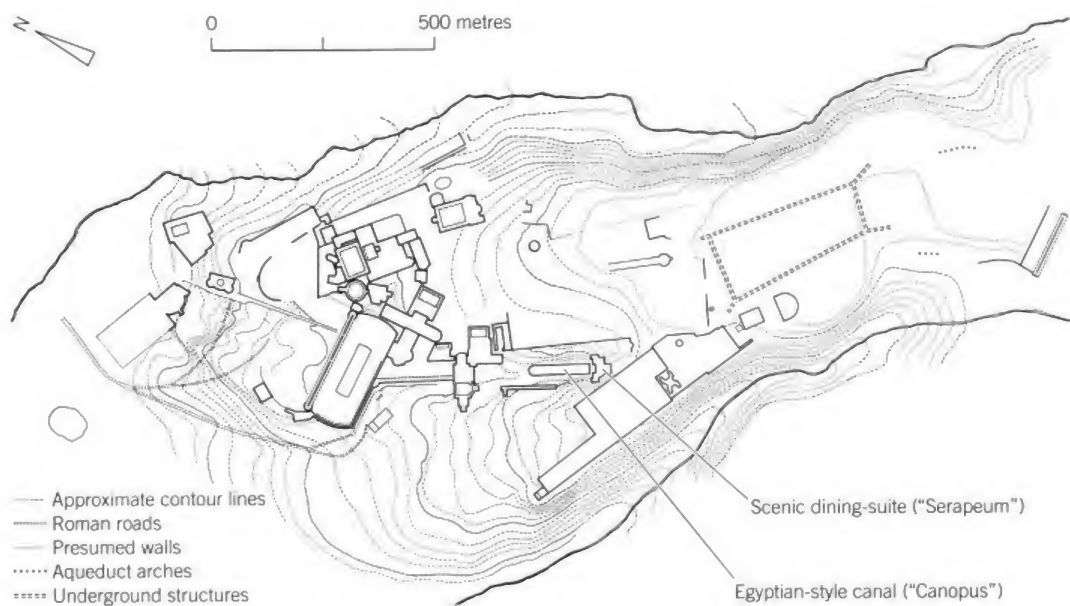 N
0 500 metres
Approximate contour lines
Roman roads
Presumed walls
Aqueduct arches
Underground structures
Scenic dining-suite (“Serapeum”)
Egyptian-style canal (“Canopus”)